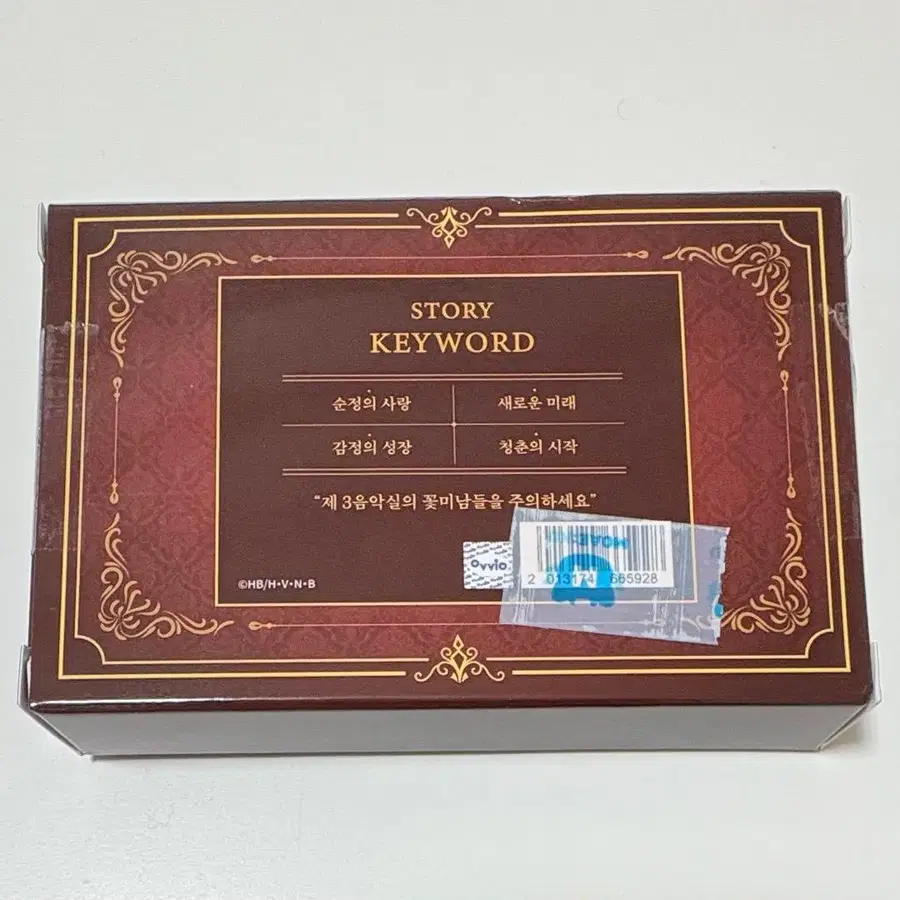 STORY
KEYWORD
순정의 사랑 새로운 미래
감정의 성장 청춘의 시작
“제 3음악실의 꽃미남들을 주의하세요”
Ovvio
2 013174 665928
©HB/H·V·N·B